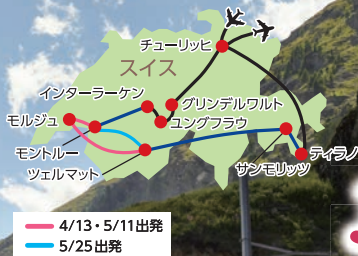 チューリッヒ
スイス
インターラーケン
グリンデルワルト
モルジュ
ユングフラウ
モントルー
ツェルマット
サンモリッツ
ティラノ
4/13・5/11出発
5/25出発